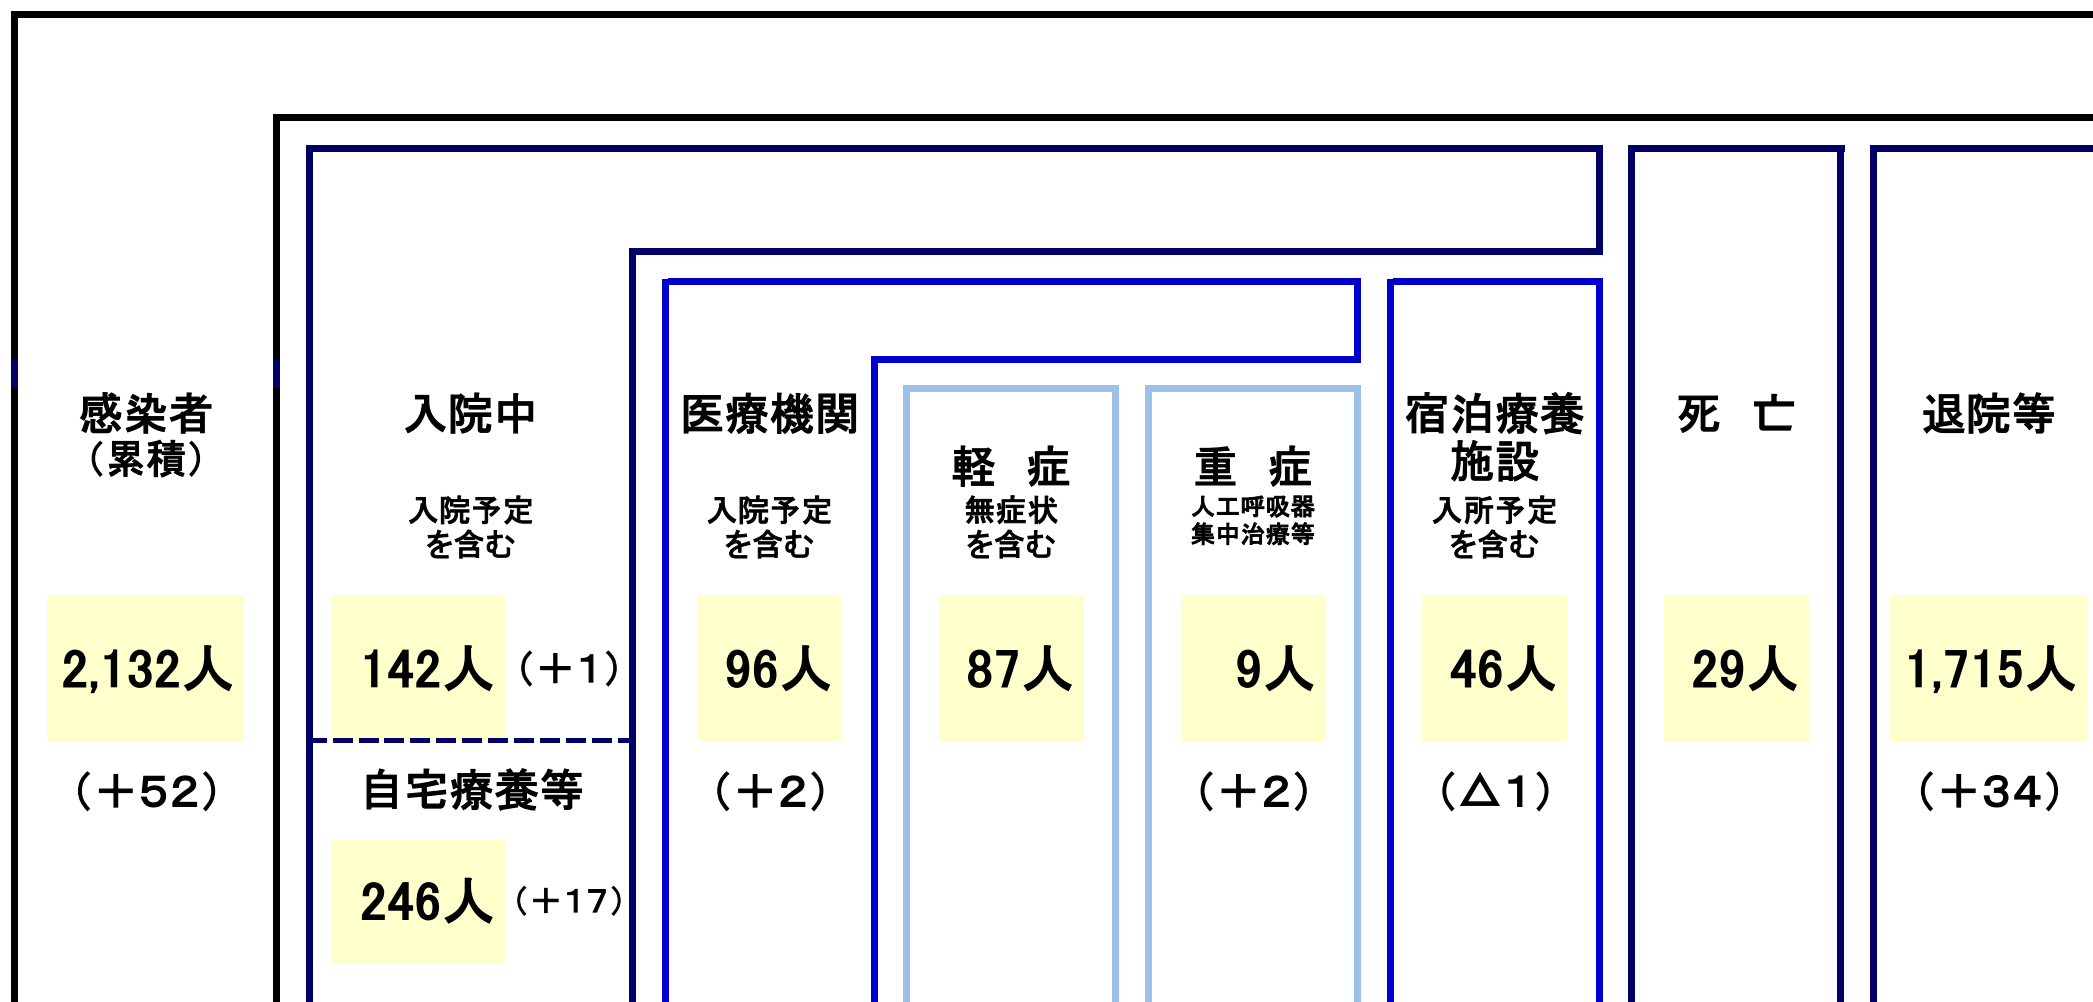 感染者
（累積）
2,132人
（＋52）
入院中
入院予定
を含む
142人（＋1）
自宅療養等
246人（＋17）
医療機関
入院予定
を含む
96人
（＋2）
軽　症
無症状
を含む
87人
重　症
人工呼吸器
集中治療等
9人
（＋2）
宿泊療養
施設
入所予定
を含む
46人
（△1）
死　亡
29人
退院等
1,715人
（＋34）